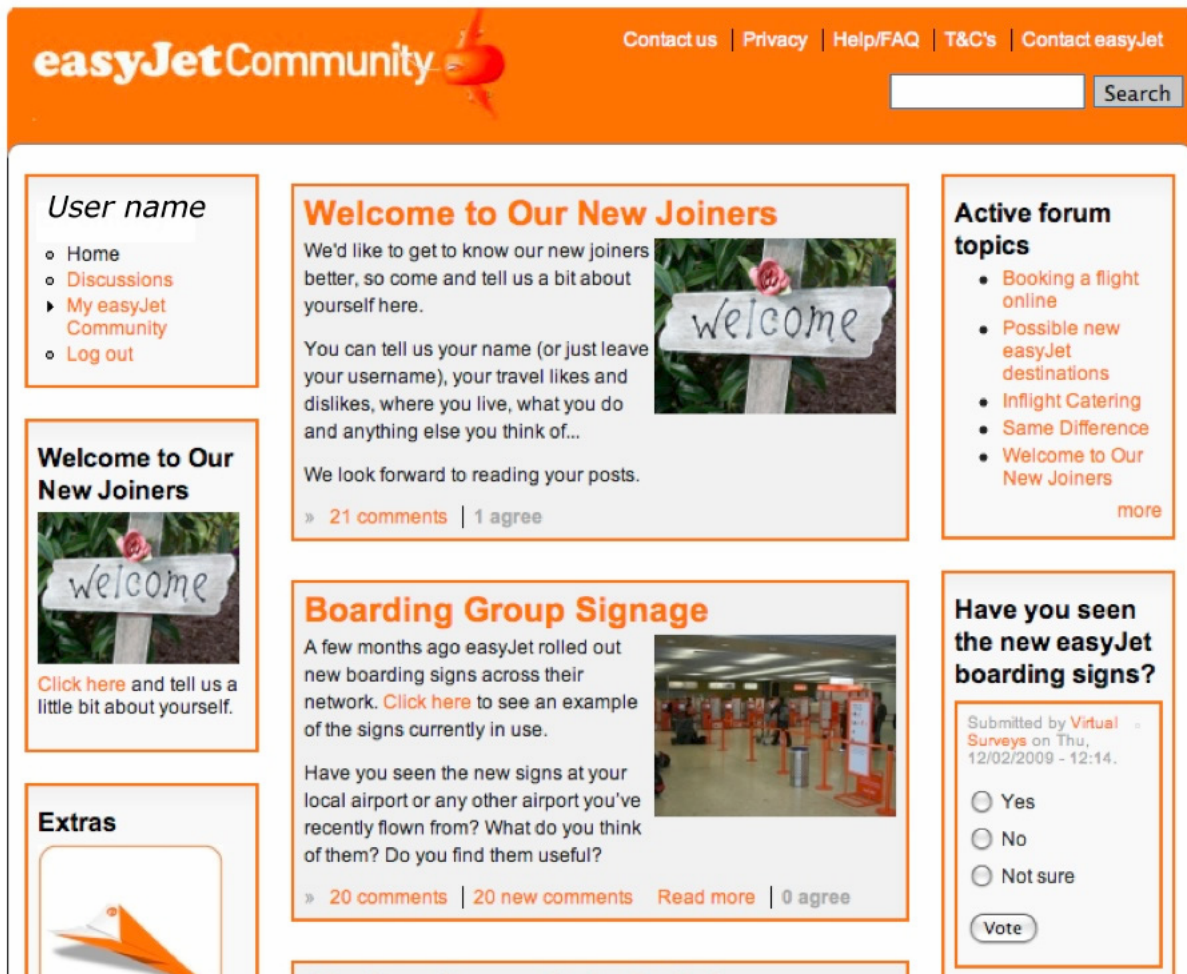 easyJet Community
Contact us | Privacy | Help/FAQ | T&C's | Contact easyJet
Search
User name
Home
Discussions
My easyJet
Community
Log out
Welcome to Our
New Joiners
welcome
Click here and tell us a
little bit about yourself.
Extras
Welcome to Our New Joiners
We'd like to get to know our new joiners
better, so come and tell us a bit about
yourself here.
You can tell us your name (or just leave
your username), your travel likes and
dislikes, where you live, what you do
and anything else you think of...
We look forward to reading your posts.
» 21 comments | 1 agree
welcome
Boarding Group Signage
A few months ago easyJet rolled out
new boarding signs across their
network. Click here to see an example
of the signs currently in use.
Have you seen the new signs at your
local airport or any other airport you've
recently flown from? What do you think
of them? Do you find them useful?
» 20 comments | 20 new comments Read more | 0 agree
Active forum
topics
Booking a flight
online
Possible new
easyJet
destinations
Inflight Catering
Same Difference
Welcome to Our
New Joiners
more
Have you seen
the new easyJet
boarding signs?
Submitted by Virtual
Surveys on Thu,
12/02/2009 - 12:14.
Yes
No
Not sure
Vote